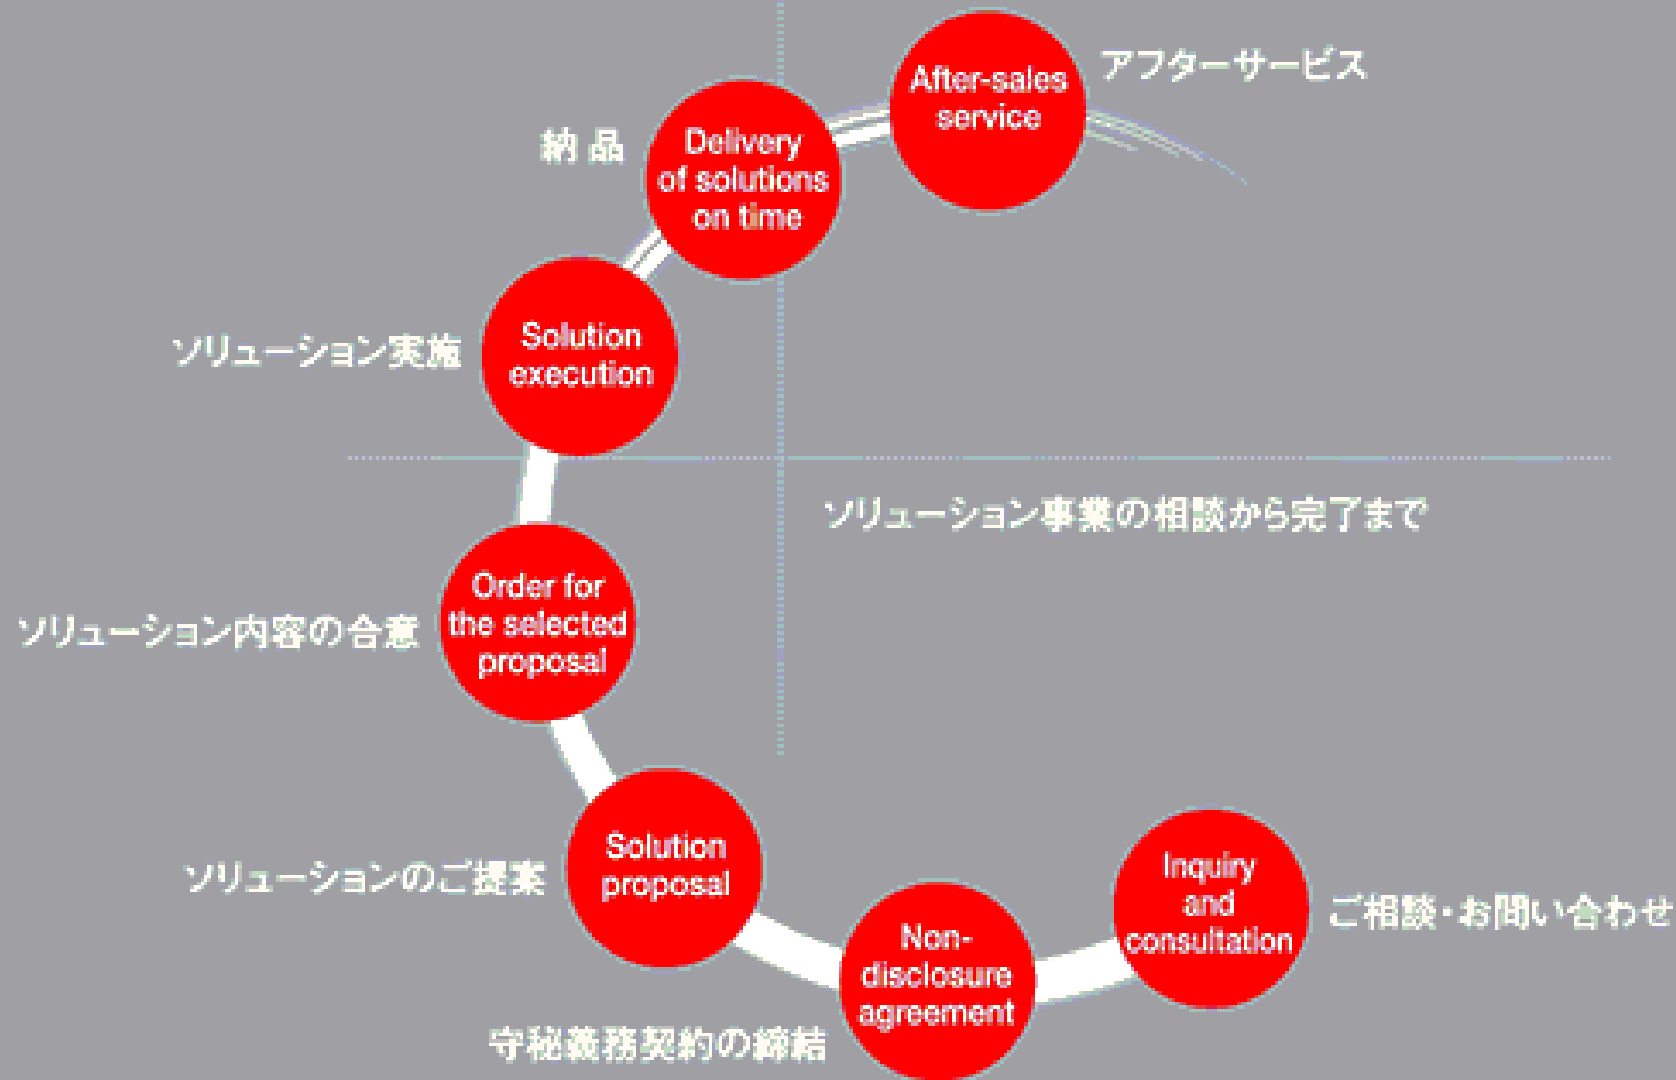 After-sales
service
アフターサービス
納品
Delivery
of solutions
on time
ソリューション実施
Solution
execution
ソリューション事業の相談から完了まで
ソリューション内容の合意
Order for
the selected
proposal
ソリューションのご提案
Solution
proposal
Inquiry
and
consultation
ご相談・お問い合わせ
Non-
disclosure
agreement
守秘義務契約の締結